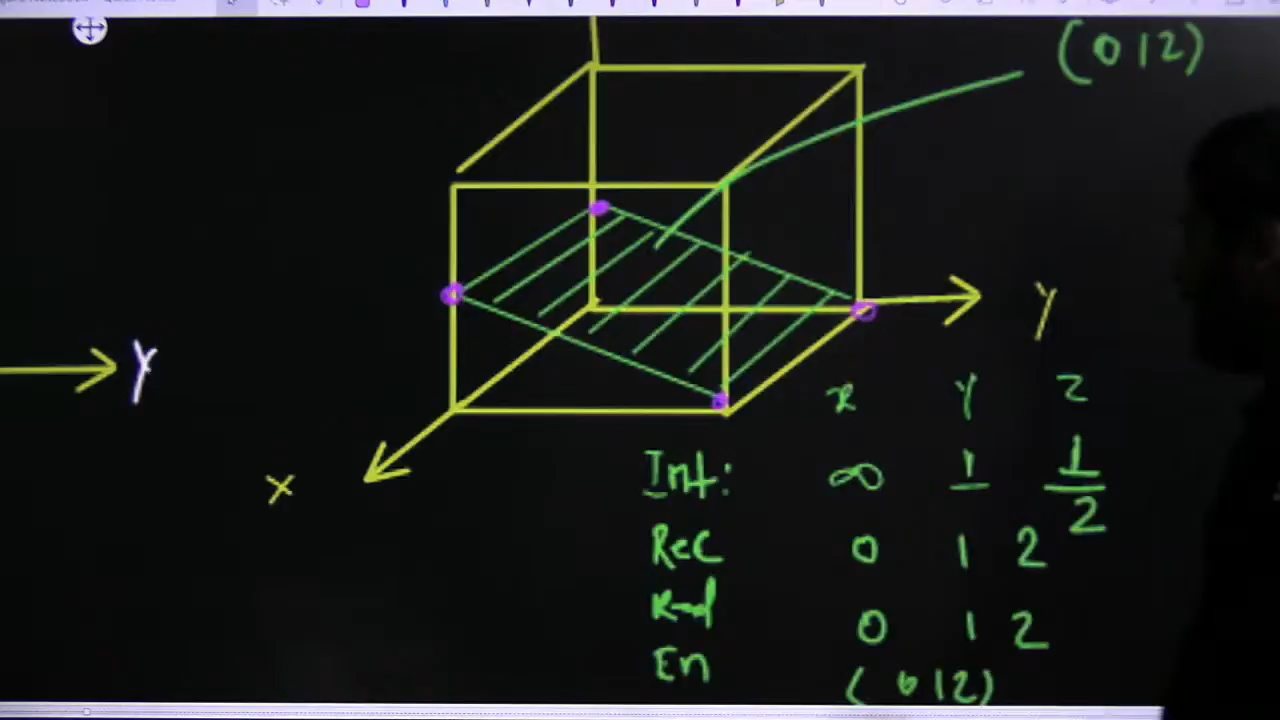 (012)
Y
Y
X
x y z
Int: ∞ 1 1/2
Rec 0 1 2
Red 0 1 2
En (012)